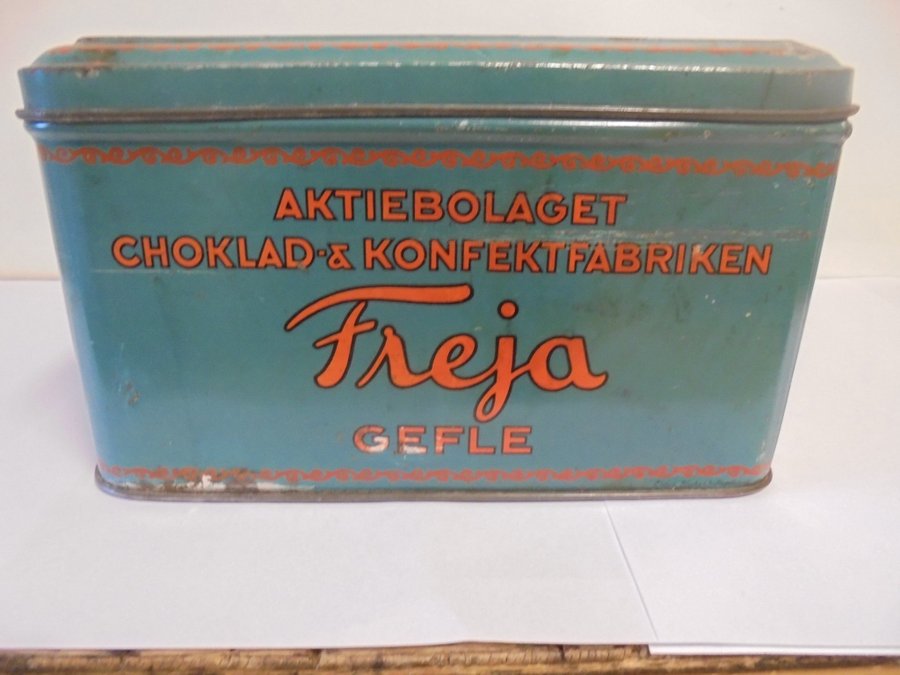 AKTIEBOLAGET
CHOKLAD-& KONFEKTFABRIKEN
Freja
GEFLE